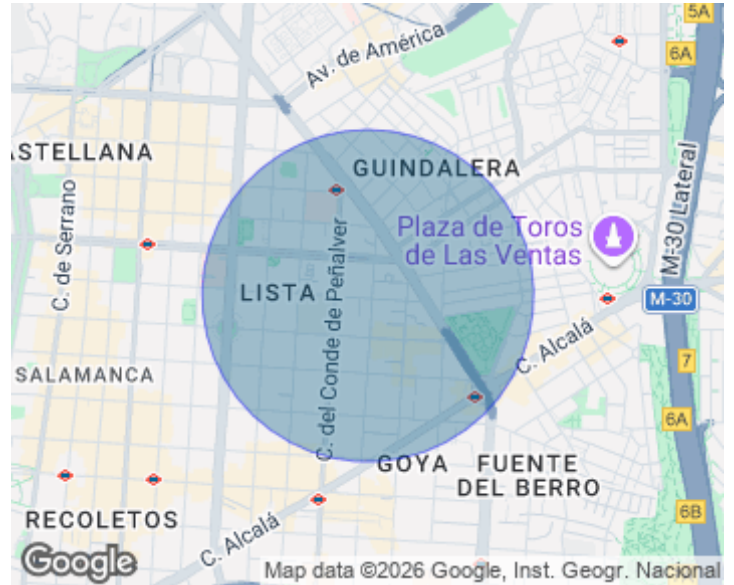 5A
6A
Av. de América
ASTELLANA
GUINDALERA
C. de Serrano
C. del Conde de Peñalver
Plaza de Toros
de Las Ventas
M-30 Lateral
LISTA
M-30
C. Alcalá
7
SALAMANCA
6A
GOYA
FUENTE
DEL BERRO
6B
RECOLETOS
C. Alcalá
Google
Map data ©2026 Google, Inst. Geogr. Nacional